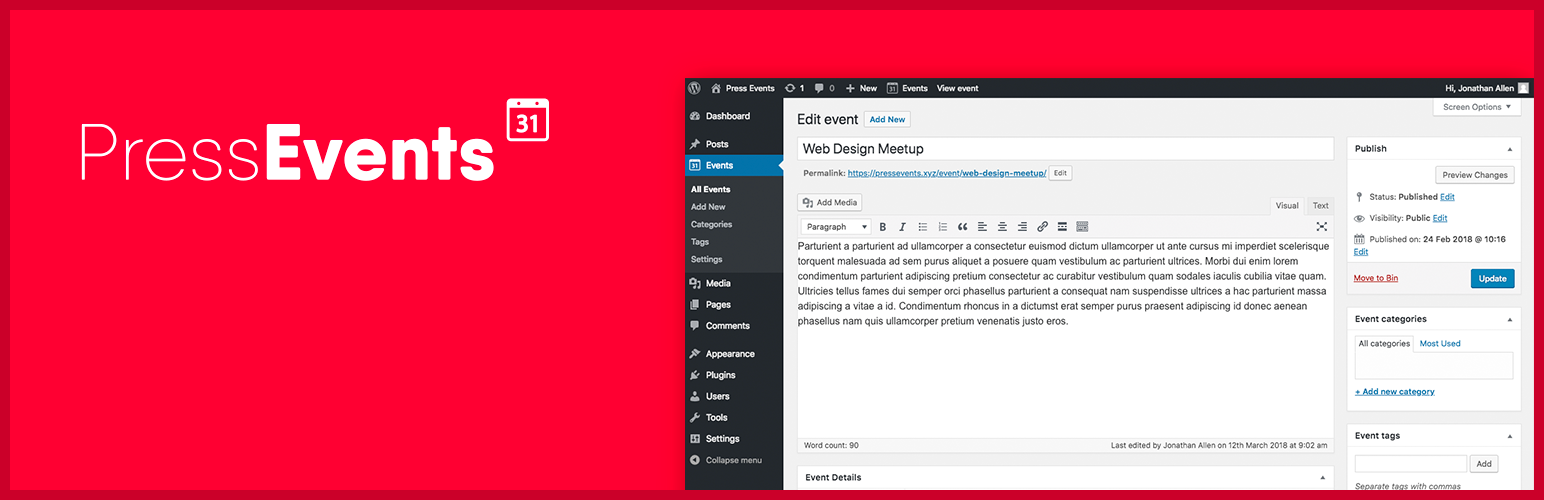 PressEvents
31
Press Events 1 0 New 31 Events View event Hi, Jonathan Allen
Screen Options
Dashboard
Posts
31 Events
All Events
Add New
Categories
Tags
Settings
Media
Pages
Comments
Appearance
Plugins
Users
Tools
Settings
Collapse menu
Edit event Add New
Web Design Meetup
Permalink: https://pressevents.xyz/event/web-design-meetup/ Edit
Add Media
Visual Text
Paragraph B I
Parturient a parturient ad ullamcorper a consectetur euismod dictum ullamcorper ut ante cursus mi imperdiet scelerisque
torquent malesuada ad sem purus aliquet a posuere quam vestibulum ac parturient ultrices. Morbi dui enim lorem
condimentum parturient adipiscing pretium consectetur ac curabitur vestibulum quam sodales iaculis cubilia vitae quam.
Ultricies tellus fames dui semper orci phasellus parturient a consequat nam suspendisse ultrices a hac parturient massa
adipiscing a vitae a id. Condimentum rhoncus in a dictumst erat semper purus praesent adipiscing id donec aenean
phasellus nam quis ullamcorper pretium venenatis justo eros.
Word count: 90 Last edited by Jonathan Allen on 12th March 2018 at 9:02 am
Event Details
Publish
Preview Changes
Status: Published Edit
Visibility: Public Edit
Published on: 24 Feb 2018 @ 10:16
Edit
Move to Bin Update
Event categories
All categories Most Used
+ Add new category
Event tags
Add
Separate tags with commas